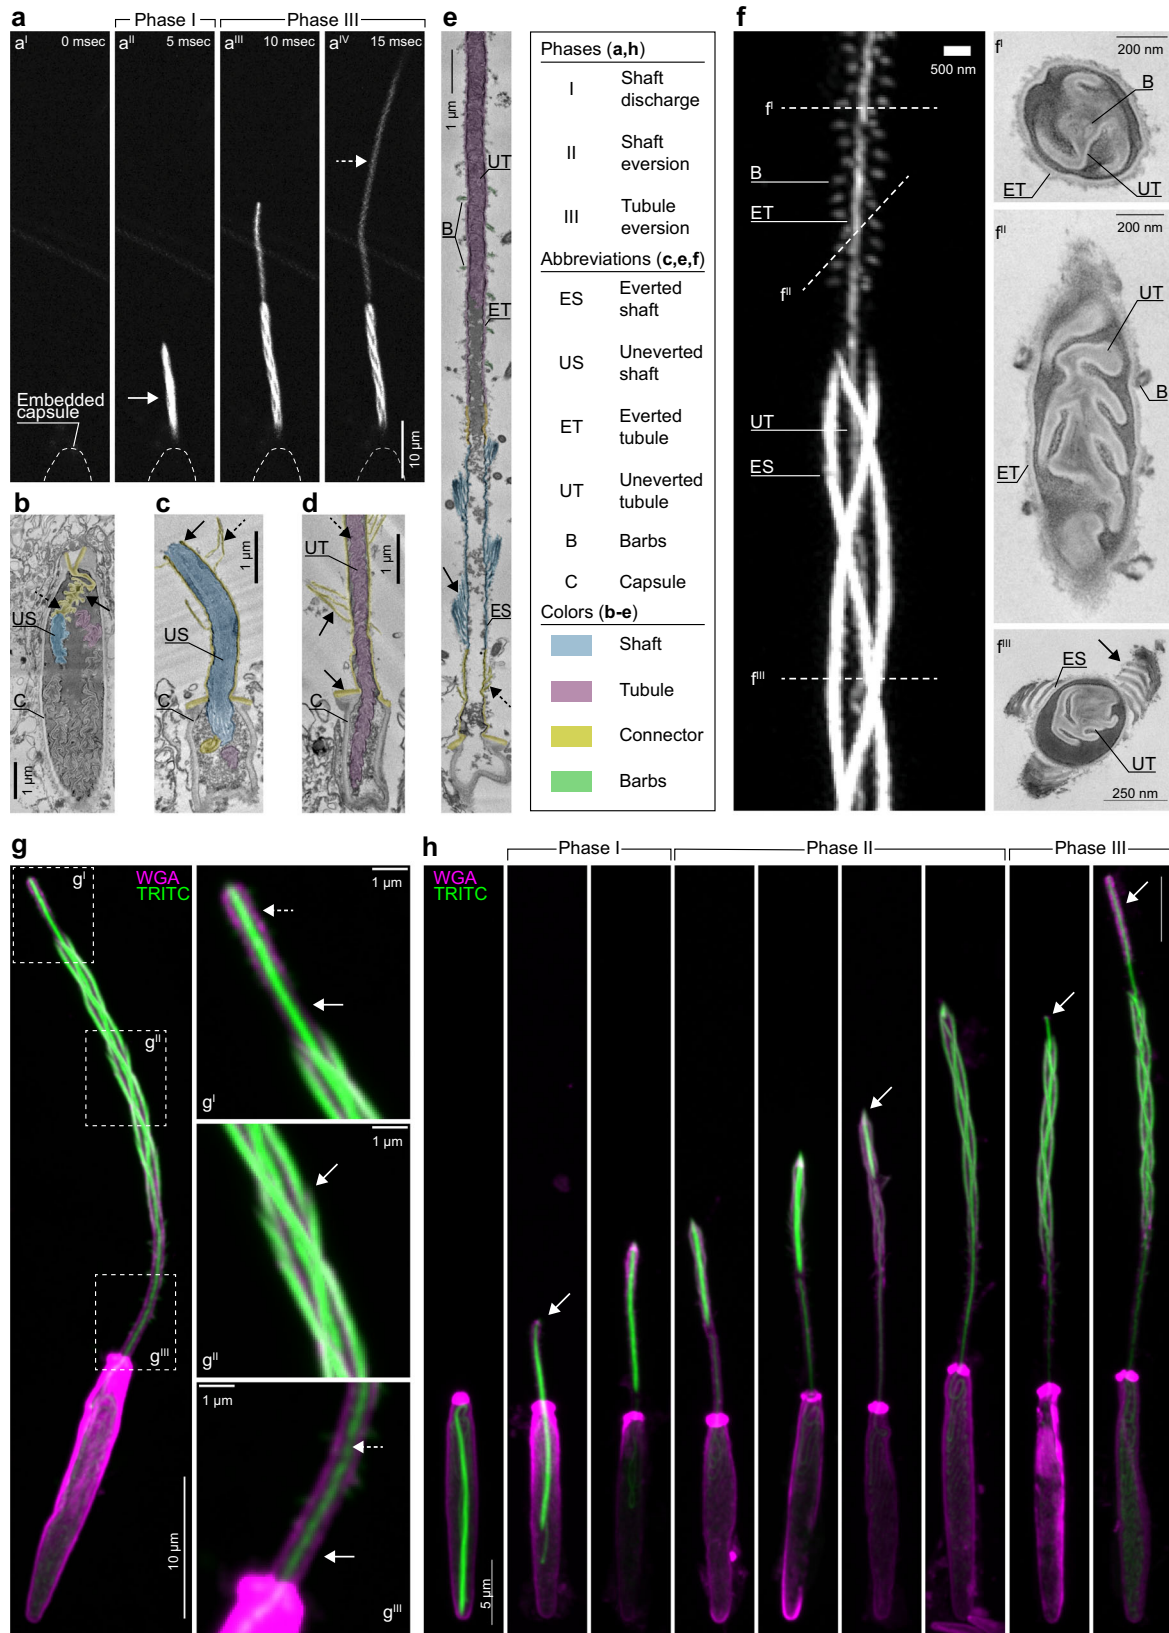 a
Phase I
Phase III
aI
0 msec
aII
5 msec
aIII
10 msec
aIV
15 msec
Embedded
capsule
10 µm
b
US
C
1 µm
c
1 µm
US
C
d
UT
1 µm
C
e
1 µm
UT
B
ET
ES
Phases (a,h)
I
Shaft
discharge
II
Shaft
eversion
III
Tubule
eversion
Abbreviations (c,e,f)
ES
Everted
shaft
US
Uneverted
shaft
ET
Everted
tubule
UT
Uneverted
tubule
B
Barbs
C
Capsule
Colors (b-e)
Shaft
Tubule
Connector
Barbs
f
500 nm
fI
B
ET
fII
UT
ES
fIII
fI
200 nm
B
ET
UT
fII
200 nm
UT
B
ET
fIII
ES
UT
250 nm
g
WGA
TRITC
gI
gII
gIII
10 µm
1 µm
gI
1 µm
gII
1 µm
gIII
h
Phase I
Phase II
Phase III
WGA
TRITC
5 µm